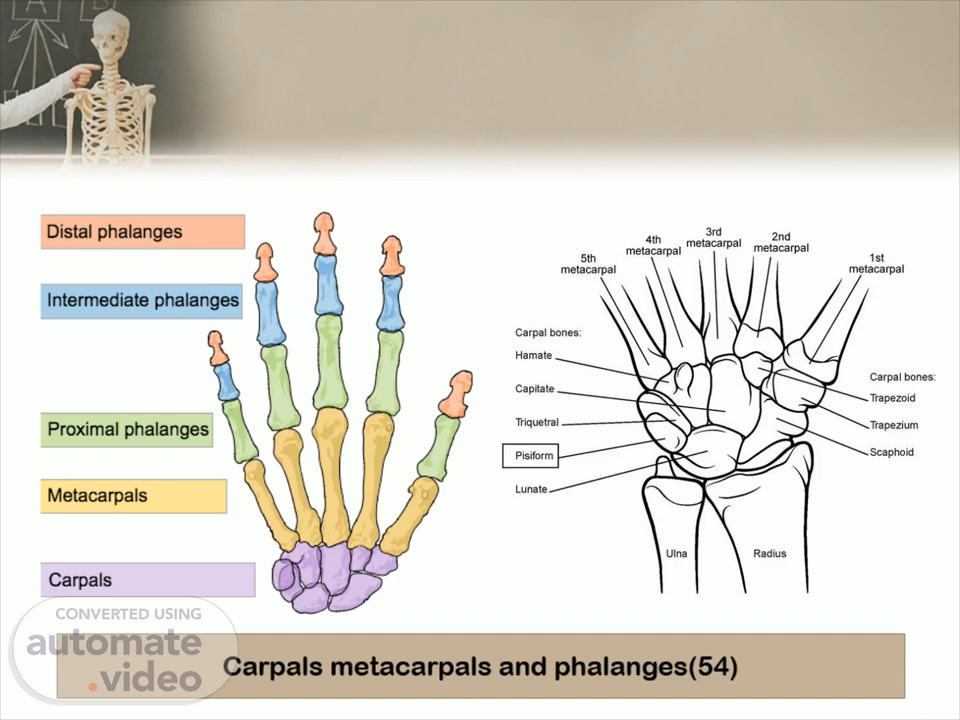 A
B
Distal phalanges
Intermediate phalanges
Proximal phalanges
Metacarpals
Carpals
5th
metacarpal
4th
metacarpal
3rd
metacarpal
2nd
metacarpal
1st
metacarpal
Carpal bones:
Hamate
Capitate
Triquetral
Pisiform
Lunate
Carpal bones:
Trapezoid
Trapezium
Scaphoid
Ulna
Radius
CONVERTED USING
automate
.video
Carpals metacarpals and phalanges(54)